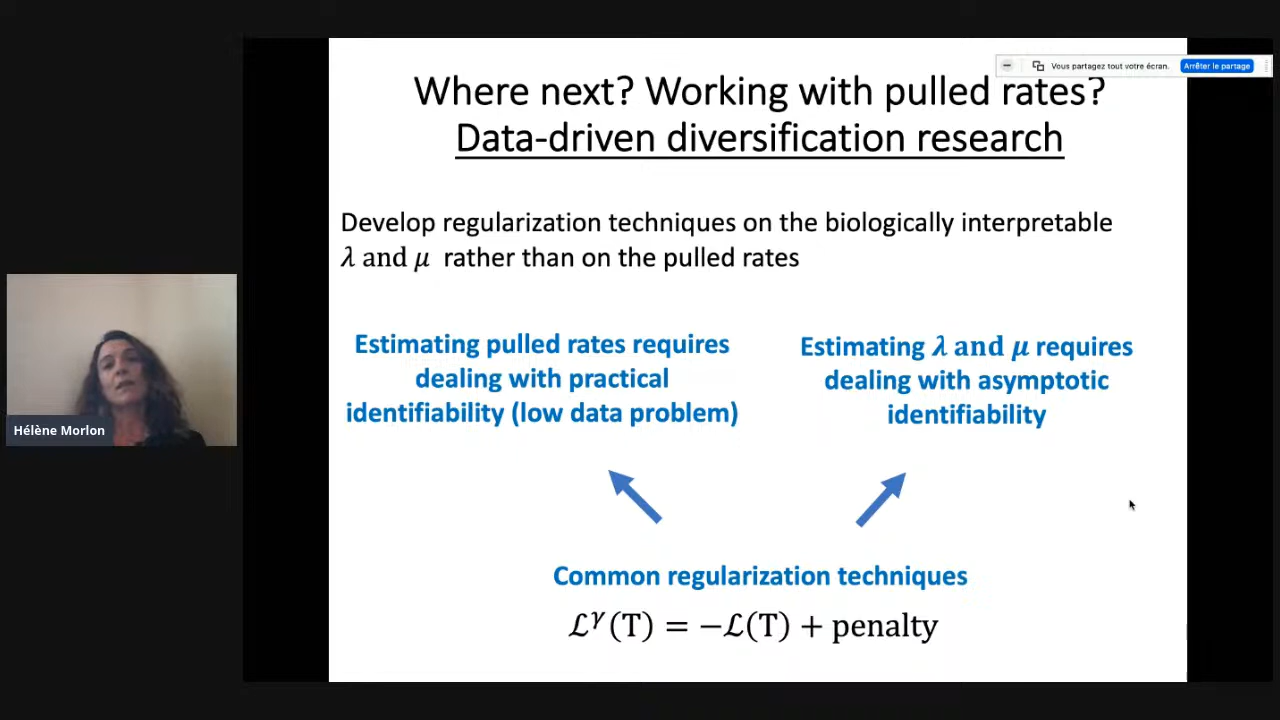 Vous partagez tout votre écran.
Arrêter le partage
Where next? Working with pulled rates?
Data-driven diversification research
Develop regularization techniques on the biologically interpretable
λ and μ rather than on the pulled rates
Estimating pulled rates requires
dealing with practical
identifiability (low data problem)
Estimating λ and μ requires
dealing with asymptotic
identifiability
Hélène Morlon
Common regularization techniques
ℒ^γ(T) = −ℒ(T) + penalty